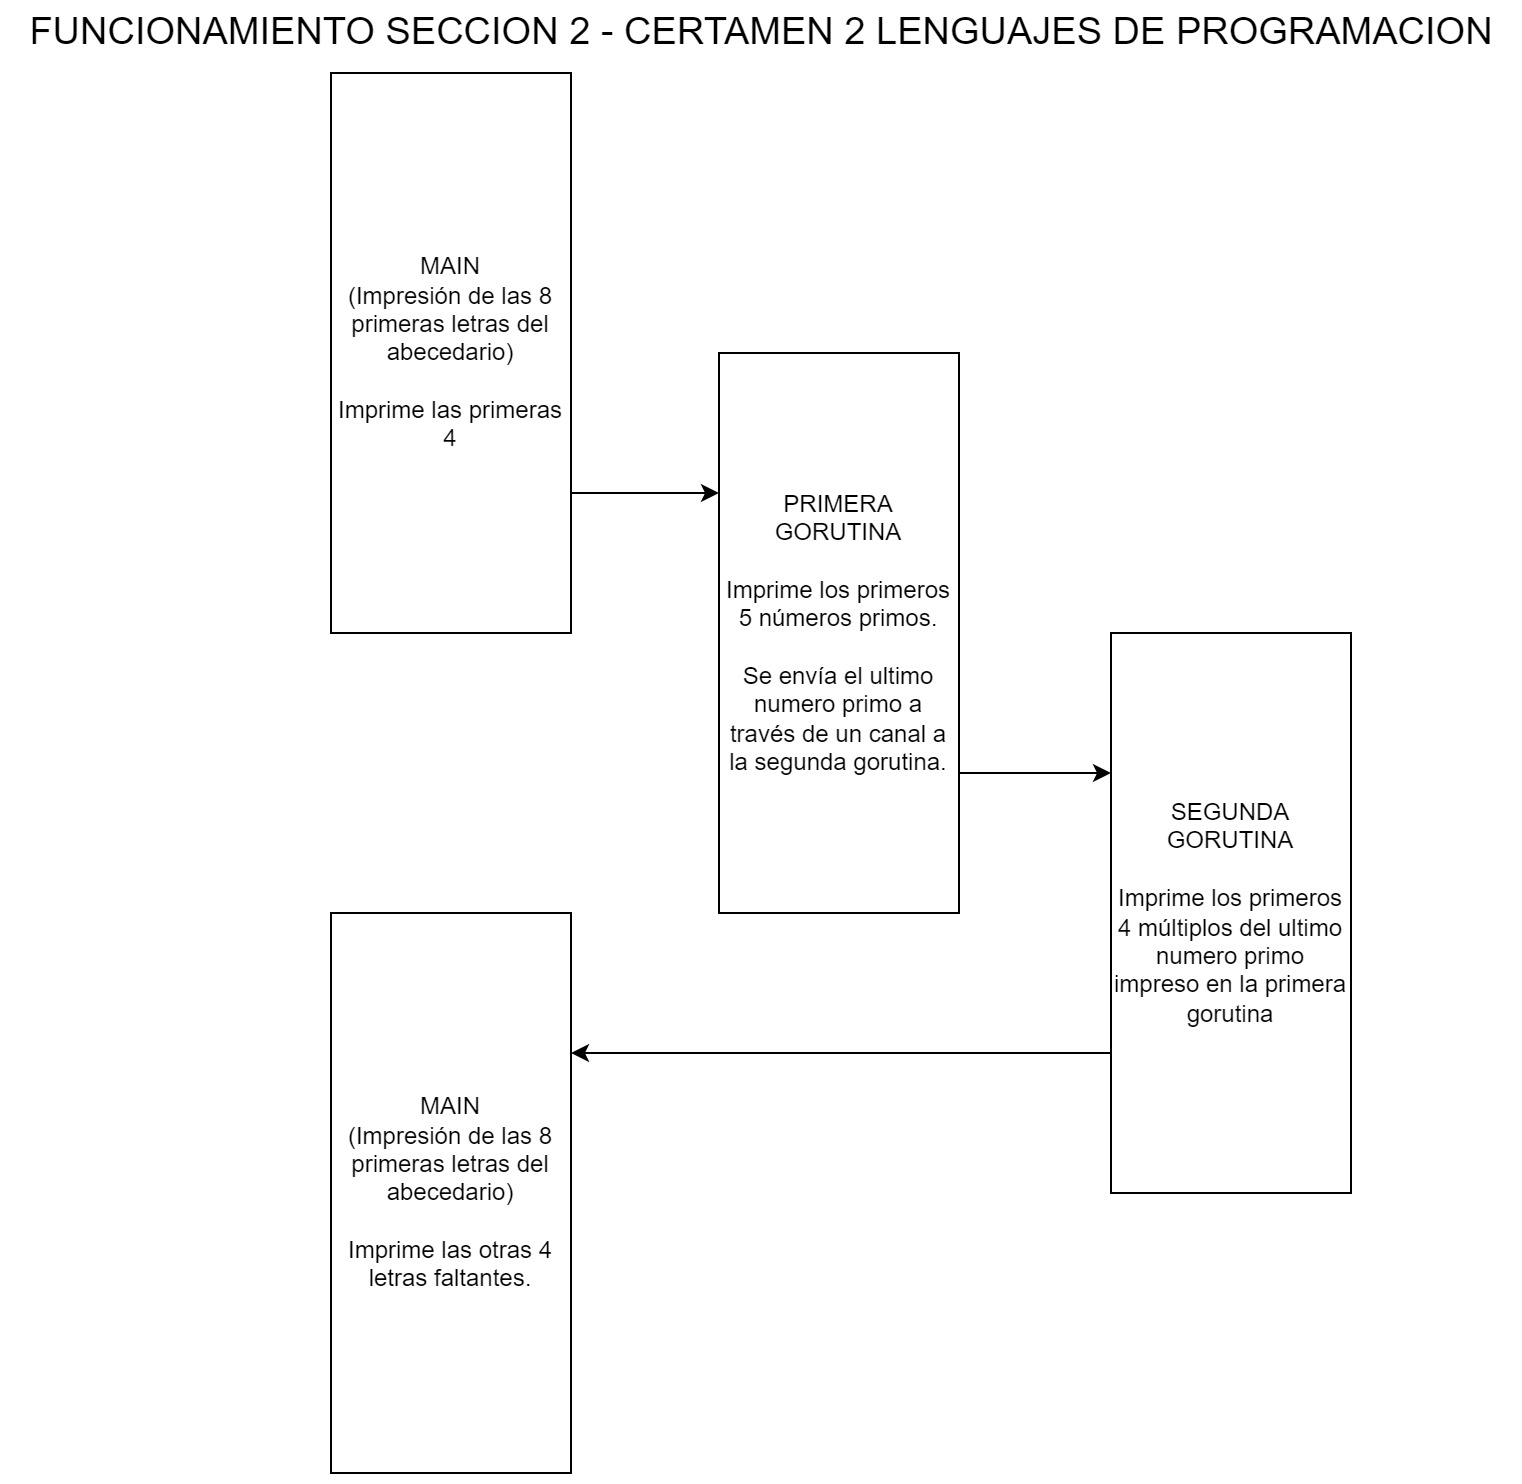 FUNCIONAMIENTO SECCION 2 - CERTAMEN 2 LENGUAJES DE PROGRAMACION
MAIN
(Impresión de las 8
primeras letras del
abecedario)
Imprime las primeras
4
PRIMERA
GORUTINA
Imprime los primeros
5 números primos.
Se envía el ultimo
numero primo a
través de un canal a
la segunda gorutina.
SEGUNDA
GORUTINA
Imprime los primeros
4 múltiplos del ultimo
numero primo
impreso en la primera
gorutina
MAIN
(Impresión de las 8
primeras letras del
abecedario)
Imprime las otras 4
letras faltantes.